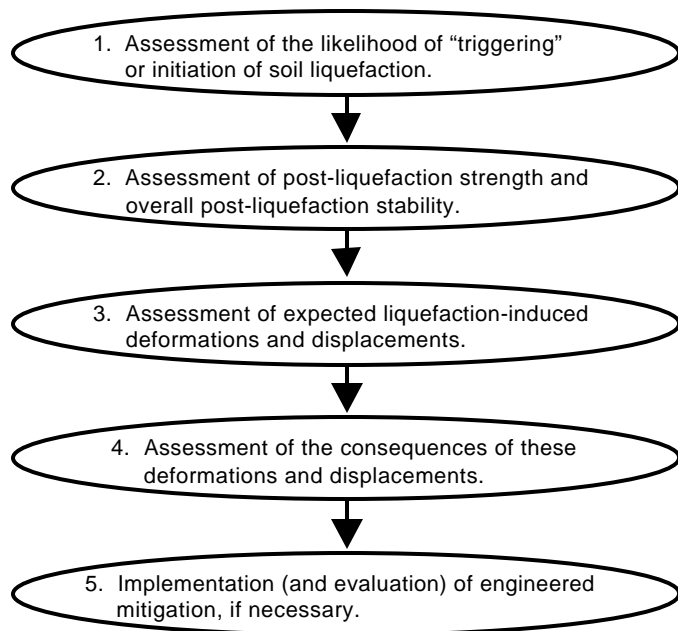 1. Assessment of the likelihood of “triggering”
or initiation of soil liquefaction.
2. Assessment of post-liquefaction strength and
overall post-liquefaction stability.
3. Assessment of expected liquefaction-induced
deformations and displacements.
4. Assessment of the consequences of these
deformations and displacements.
5. Implementation (and evaluation) of engineered
mitigation, if necessary.